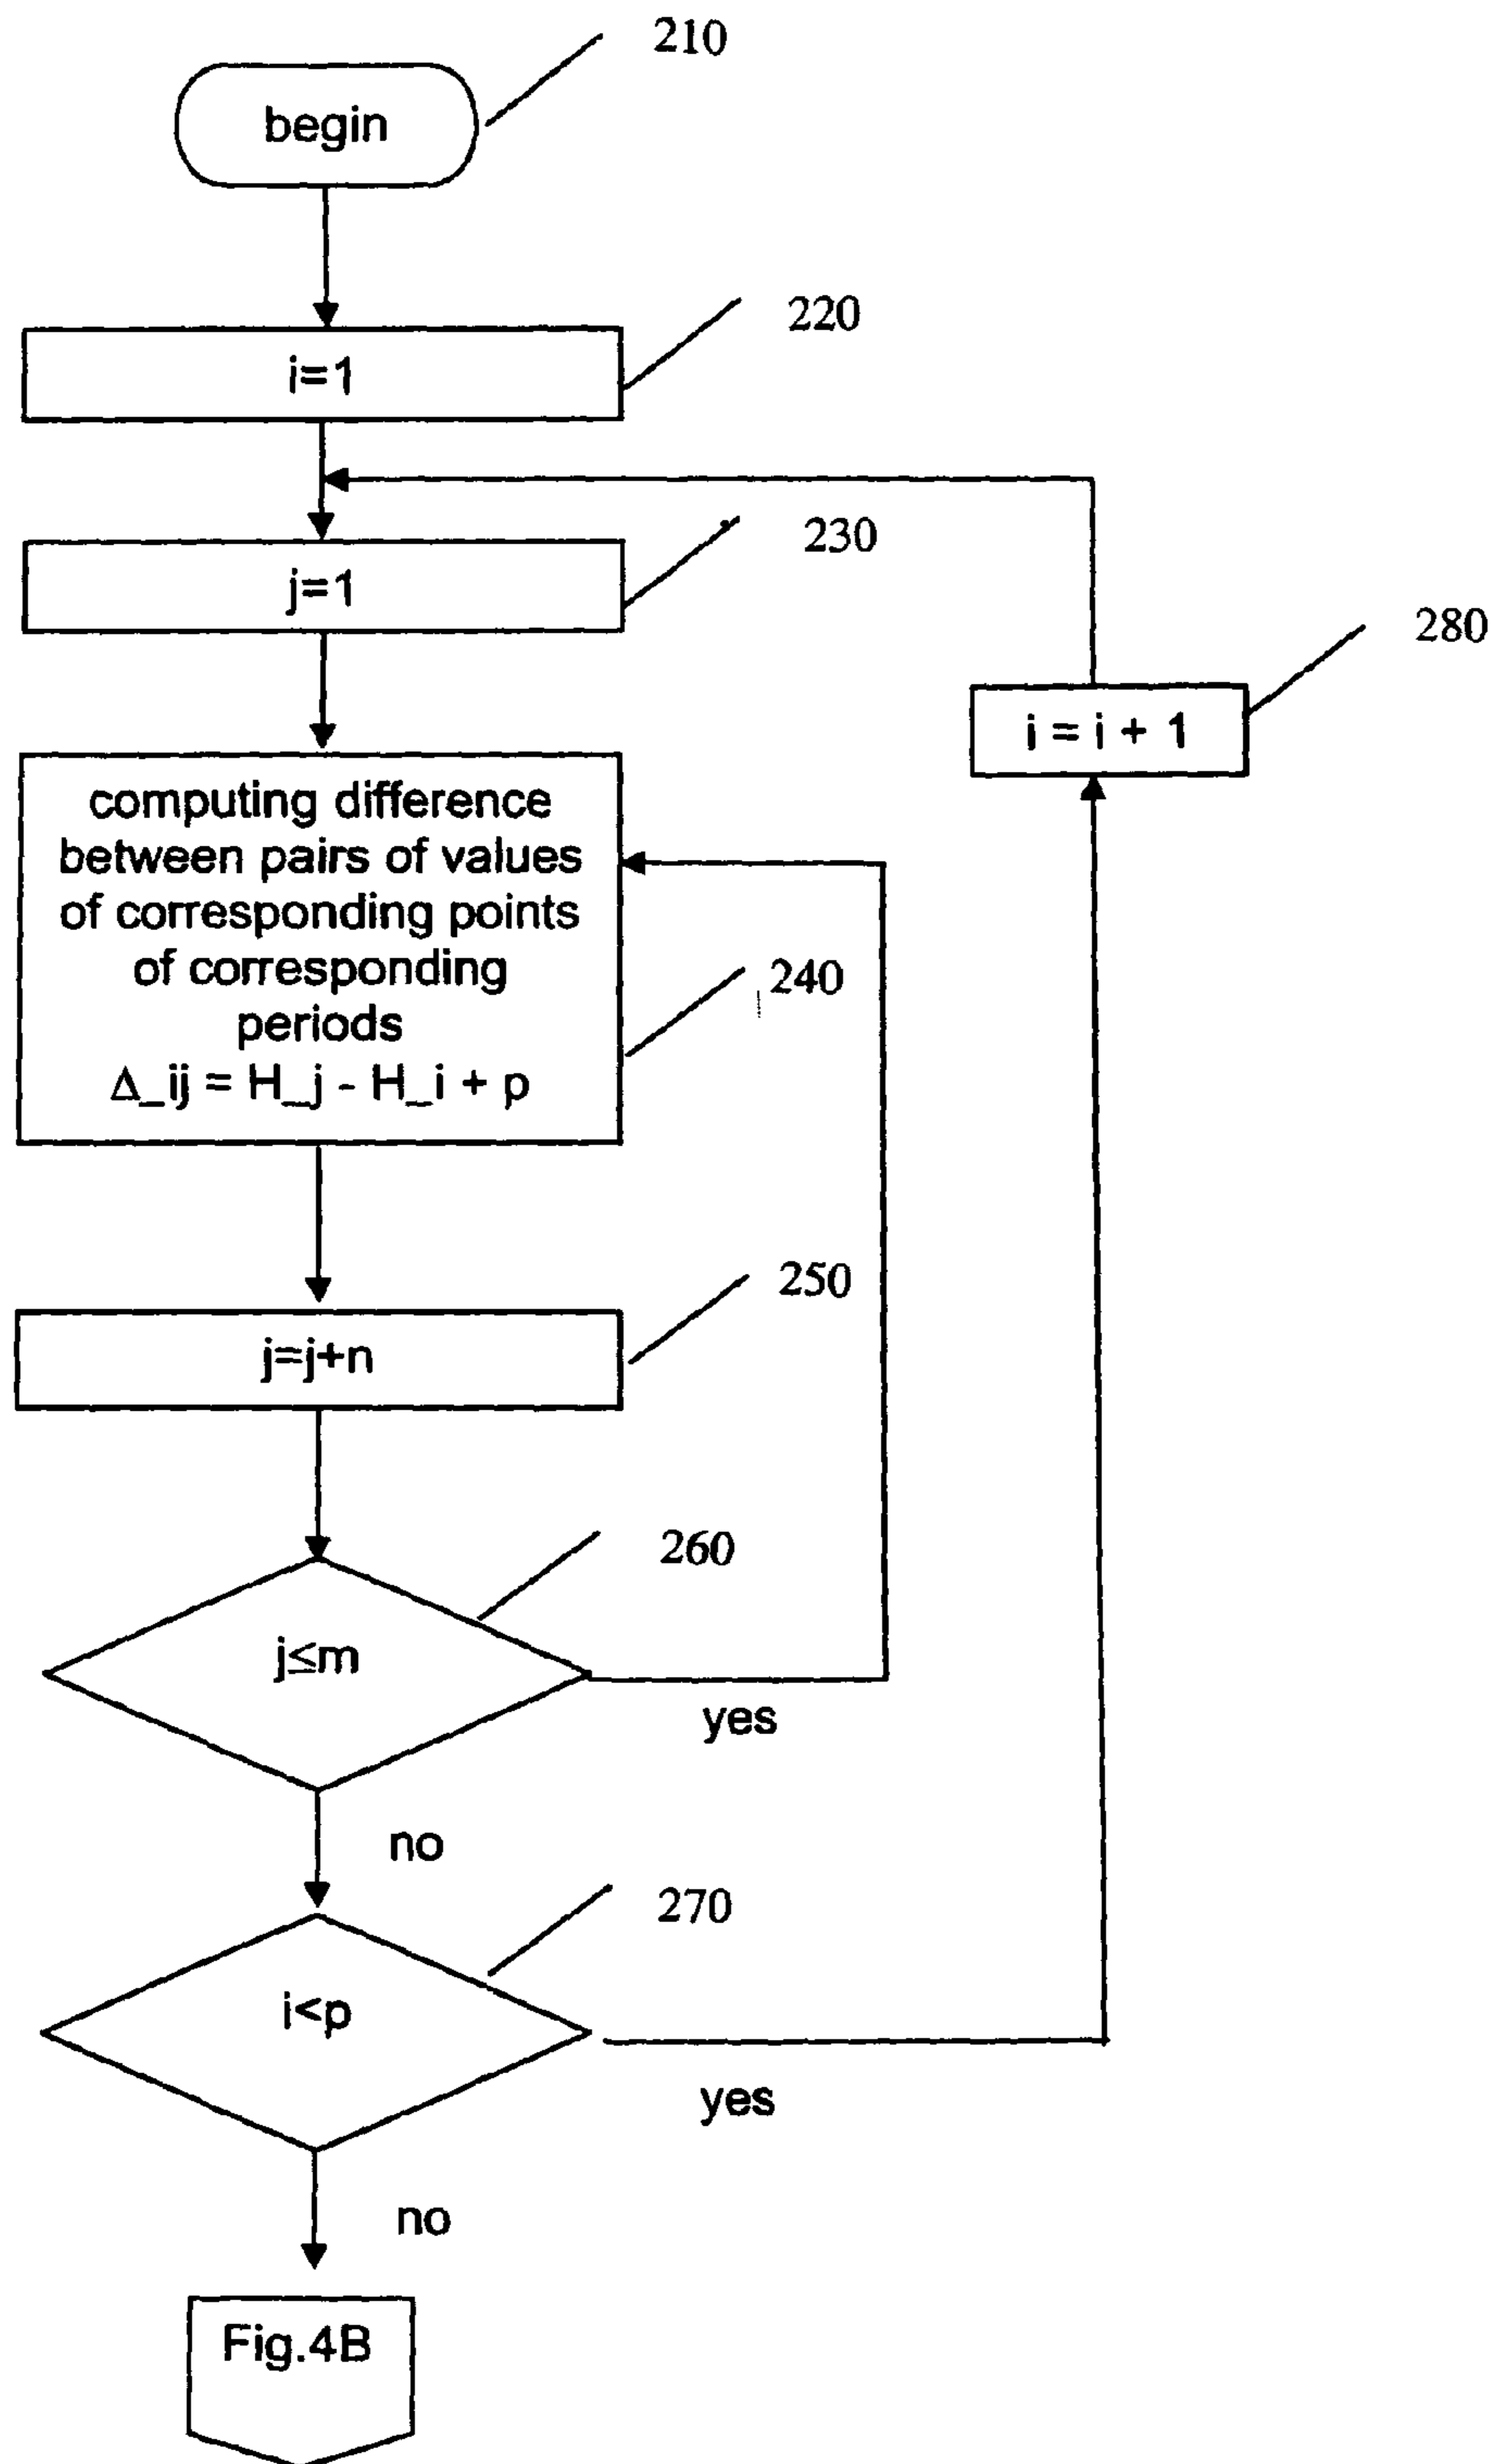 210
begin
220
i=1
230
j=1
280
i = i + 1
computing difference
between pairs of values
of corresponding points
of corresponding
periods
Δ_ij = H_j - H_i + p
240
250
j=j+n
260
j≤m
yes
no
270
i<p
yes
no
Fig.4B